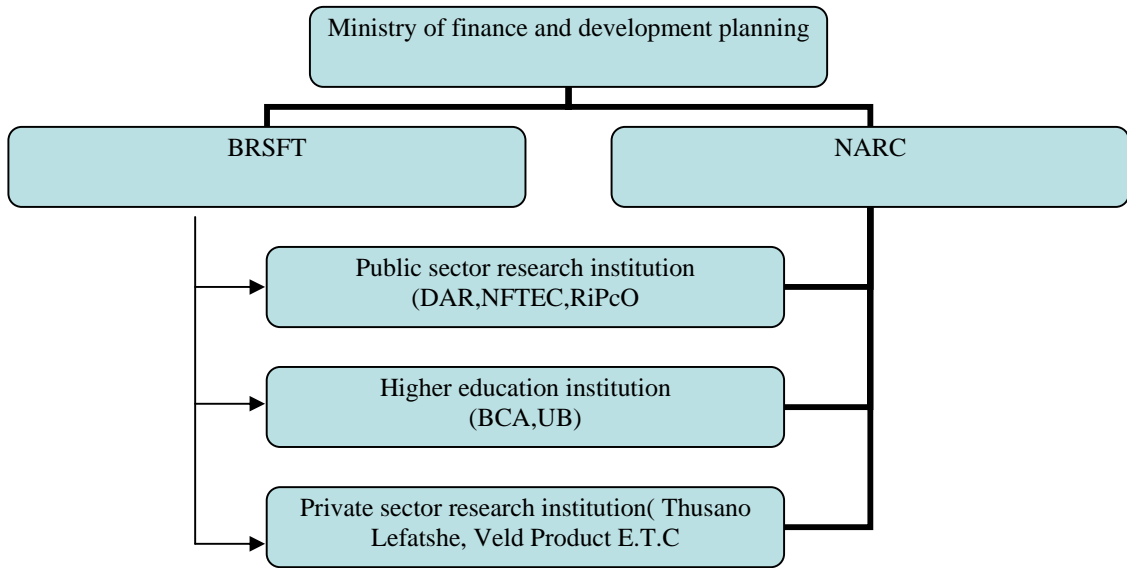 Ministry of finance and development planning
BRSFT
NARC
Public sector research institution
(DAR,NFTEC,RiPcO
Higher education institution
(BCA,UB)
Private sector research institution( Thusano
Lefatshe, Veld Product E.T.C